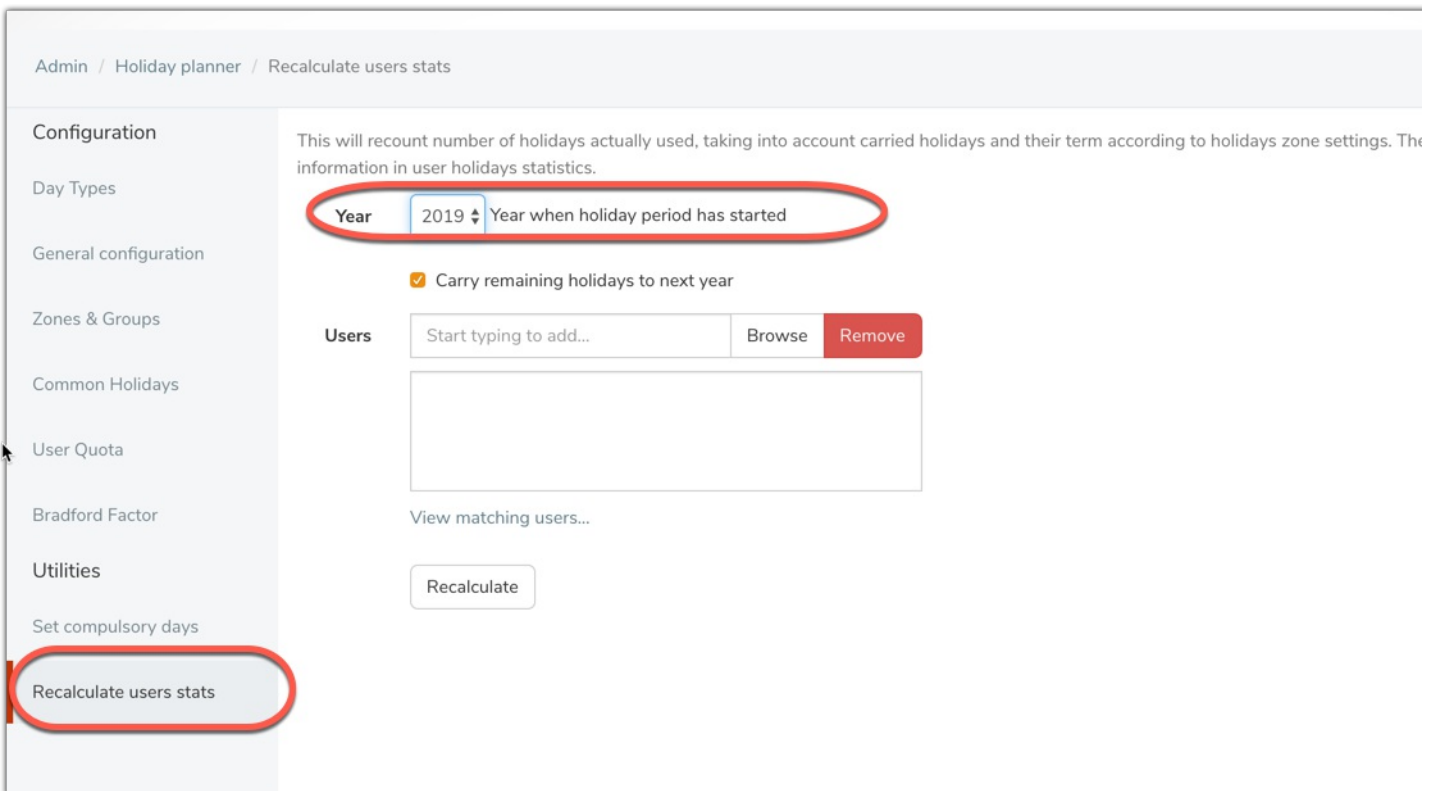 Admin / Holiday planner / Recalculate users stats
Configuration
Day Types
General configuration
Zones & Groups
Common Holidays
User Quota
Bradford Factor
Utilities
Set compulsory days
Recalculate users stats
This will recount number of holidays actually used, taking into account carried holidays and their term according to holidays zone settings. The
information in user holidays statistics.
Year 2019 Year when holiday period has started
Carry remaining holidays to next year
Users Start typing to add... Browse Remove
View matching users...
Recalculate